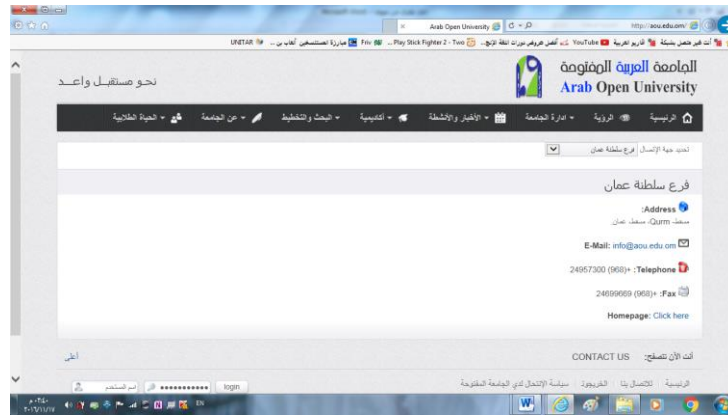 Arab Open University
http://aou.edu.om/
UNITAR
Friv
Play Stick Fighter 2 - Two ...
YouTube
الجامعة العربية المفتوحة
Arab Open University
نحو مستقبل واعد
الرئيسية
الرؤية
ادارة الجامعة
الأخبار والأنشطة
أكاديمية
البحث والتخطيط
عن الجامعة
الحياة الطلابية
تحديد جهة الإتصال فرع سلطنة عمان
فرع سلطنة عمان
Address:
مسقط، Qurm، مسقط، عمان.
E-Mail: info@aou.edu.om
Telephone: +(968) 24957300
Fax: +(968) 24699669
Homepage: Click here
أنت الآن تتصفح: CONTACT US
أعلى
الرئيسية
للاتصال بنا
الخريجون
سياسة الإنتحال لدي الجامعة المفتوحة
اسم المستخدم
login
EN